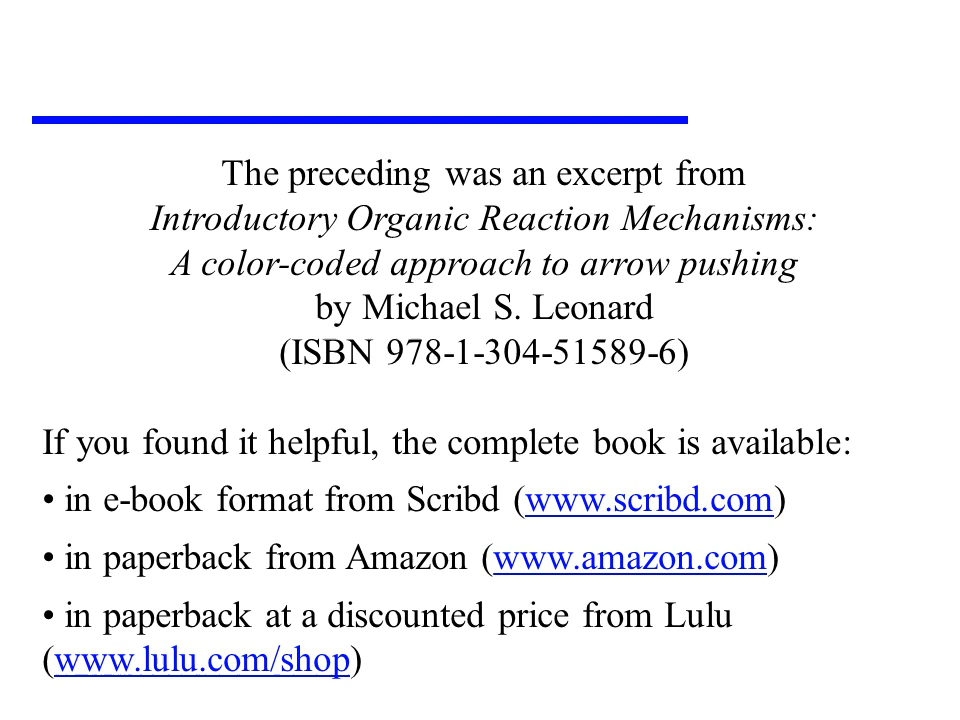 The preceding was an excerpt from
Introductory Organic Reaction Mechanisms:
A color-coded approach to arrow pushing
by Michael S. Leonard
(ISBN 978-1-304-51589-6)
If you found it helpful, the complete book is available:
• in e-book format from Scribd (www.scribd.com)
• in paperback from Amazon (www.amazon.com)
• in paperback at a discounted price from Lulu
(www.lulu.com/shop)